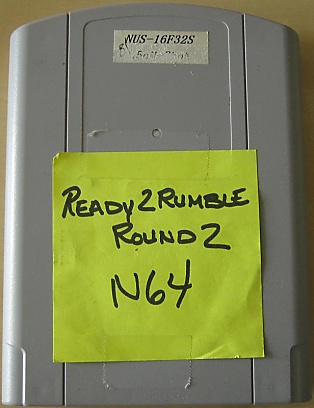 NUS-16F32S
READY 2 RUMBLE
ROUND 2
N64